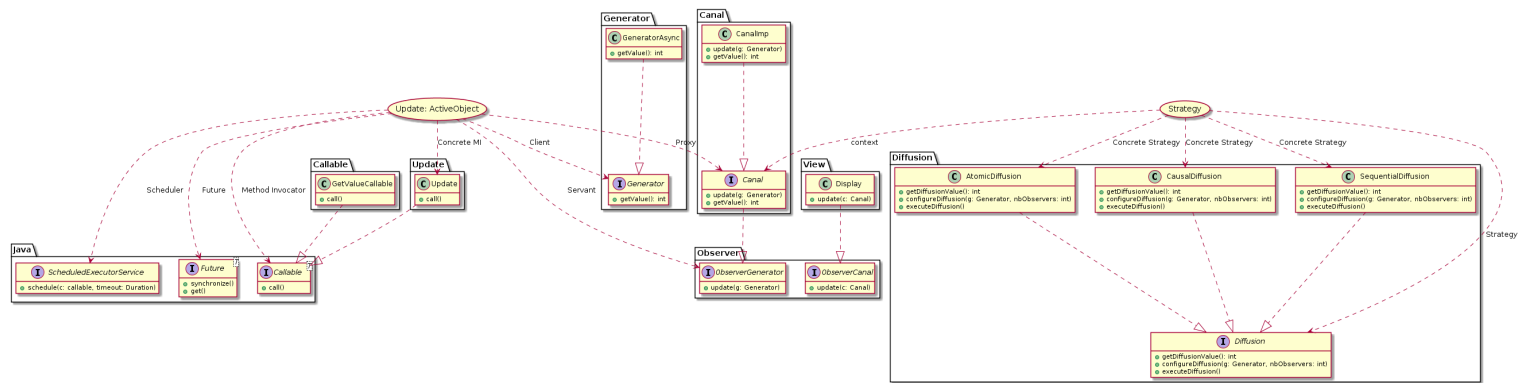 Generator
C GeneratorAsync
getValue(): int
Canal
C CanalImp
update(g: Generator)
getValue(): int
Update: ActiveObject
Strategy
Concrete MI
Client
Proxy
context
Concrete Strategy
Concrete Strategy
Concrete Strategy
Scheduler
Future
Method Invocator
Servant
Strategy
Callable
C GetValueCallable
call()
Update
C Update
call()
I Generator
getValue(): int
I Canal
update(g: Generator)
getValue(): int
View
C Display
update(c: Canal)
Diffusion
C AtomicDiffusion
getDiffusionValue(): int
configureDiffusion(g: Generator, nbObservers: int)
executeDiffusion()
C CausalDiffusion
getDiffusionValue(): int
configureDiffusion(g: Generator, nbObservers: int)
executeDiffusion()
C SequentialDiffusion
getDiffusionValue(): int
configureDiffusion(g: Generator, nbObservers: int)
executeDiffusion()
Java
I ScheduledExecutorService
schedule(c: callable, timeout: Duration)
I Future
synchronize()
get()
I Callable
call()
Observer
I ObserverGenerator
update(g: Generator)
I ObserverCanal
update(c: Canal)
I Diffusion
getDiffusionValue(): int
configureDiffusion(g: Generator, nbObservers: int)
executeDiffusion()